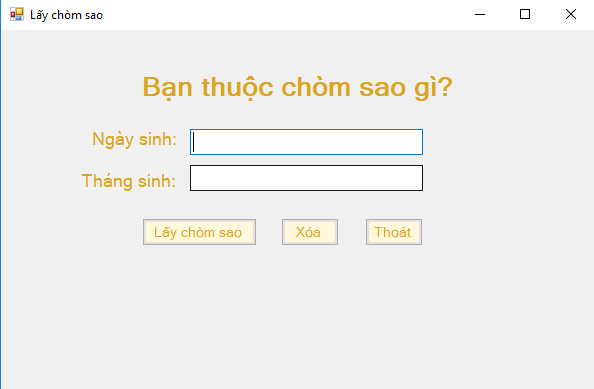 Lấy chòm sao
Bạn thuộc chòm sao gì?
Ngày sinh:
Tháng sinh:
Lấy chòm sao Xóa Thoát